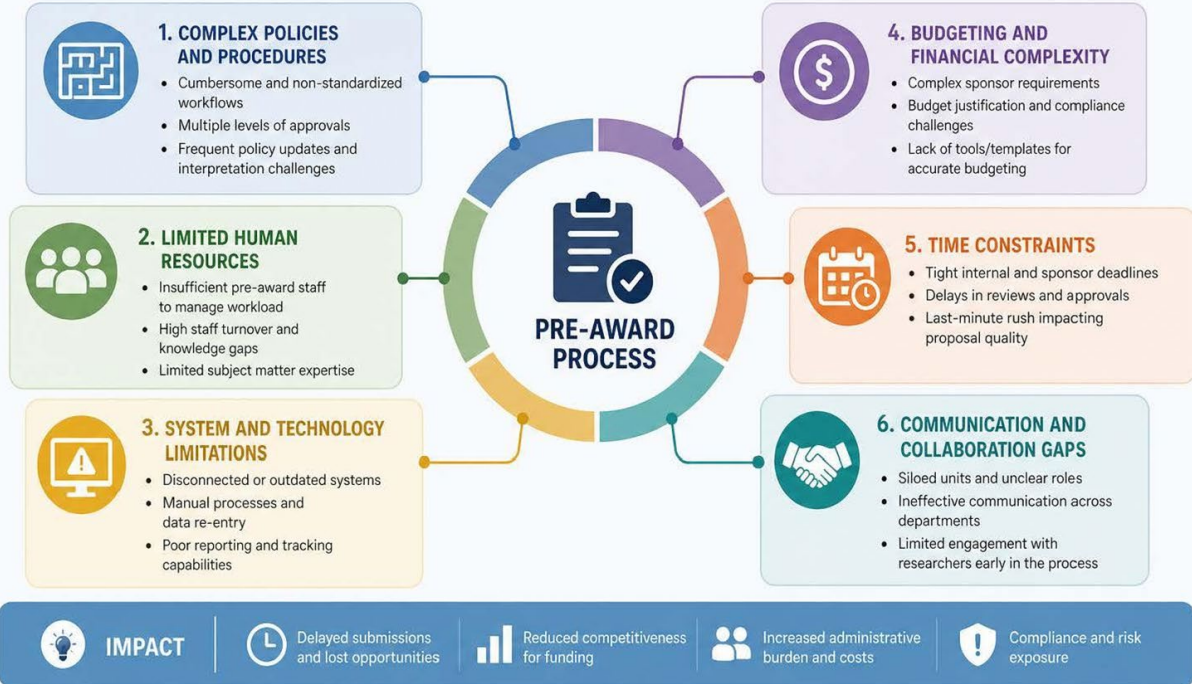 1. COMPLEX POLICIES
AND PROCEDURES
• Cumbersome and non-standardized
workflows
• Multiple levels of approvals
• Frequent policy updates and
interpretation challenges
2. LIMITED HUMAN
RESOURCES
• Insufficient pre-award staff
to manage workload
• High staff turnover and
knowledge gaps
• Limited subject matter expertise
3. SYSTEM AND TECHNOLOGY
LIMITATIONS
• Disconnected or outdated systems
• Manual processes and
data re-entry
• Poor reporting and tracking
capabilities
PRE-AWARD
PROCESS
4. BUDGETING AND
FINANCIAL COMPLEXITY
• Complex sponsor requirements
• Budget justification and compliance
challenges
• Lack of tools/templates for
accurate budgeting
5. TIME CONSTRAINTS
• Tight internal and sponsor deadlines
• Delays in reviews and approvals
• Last-minute rush impacting
proposal quality
6. COMMUNICATION AND
COLLABORATION GAPS
• Siloed units and unclear roles
• Ineffective communication across
departments
• Limited engagement with
researchers early in the process
IMPACT
Delayed submissions
and lost opportunities
Reduced competitiveness
for funding
Increased administrative
burden and costs
Compliance and risk
exposure